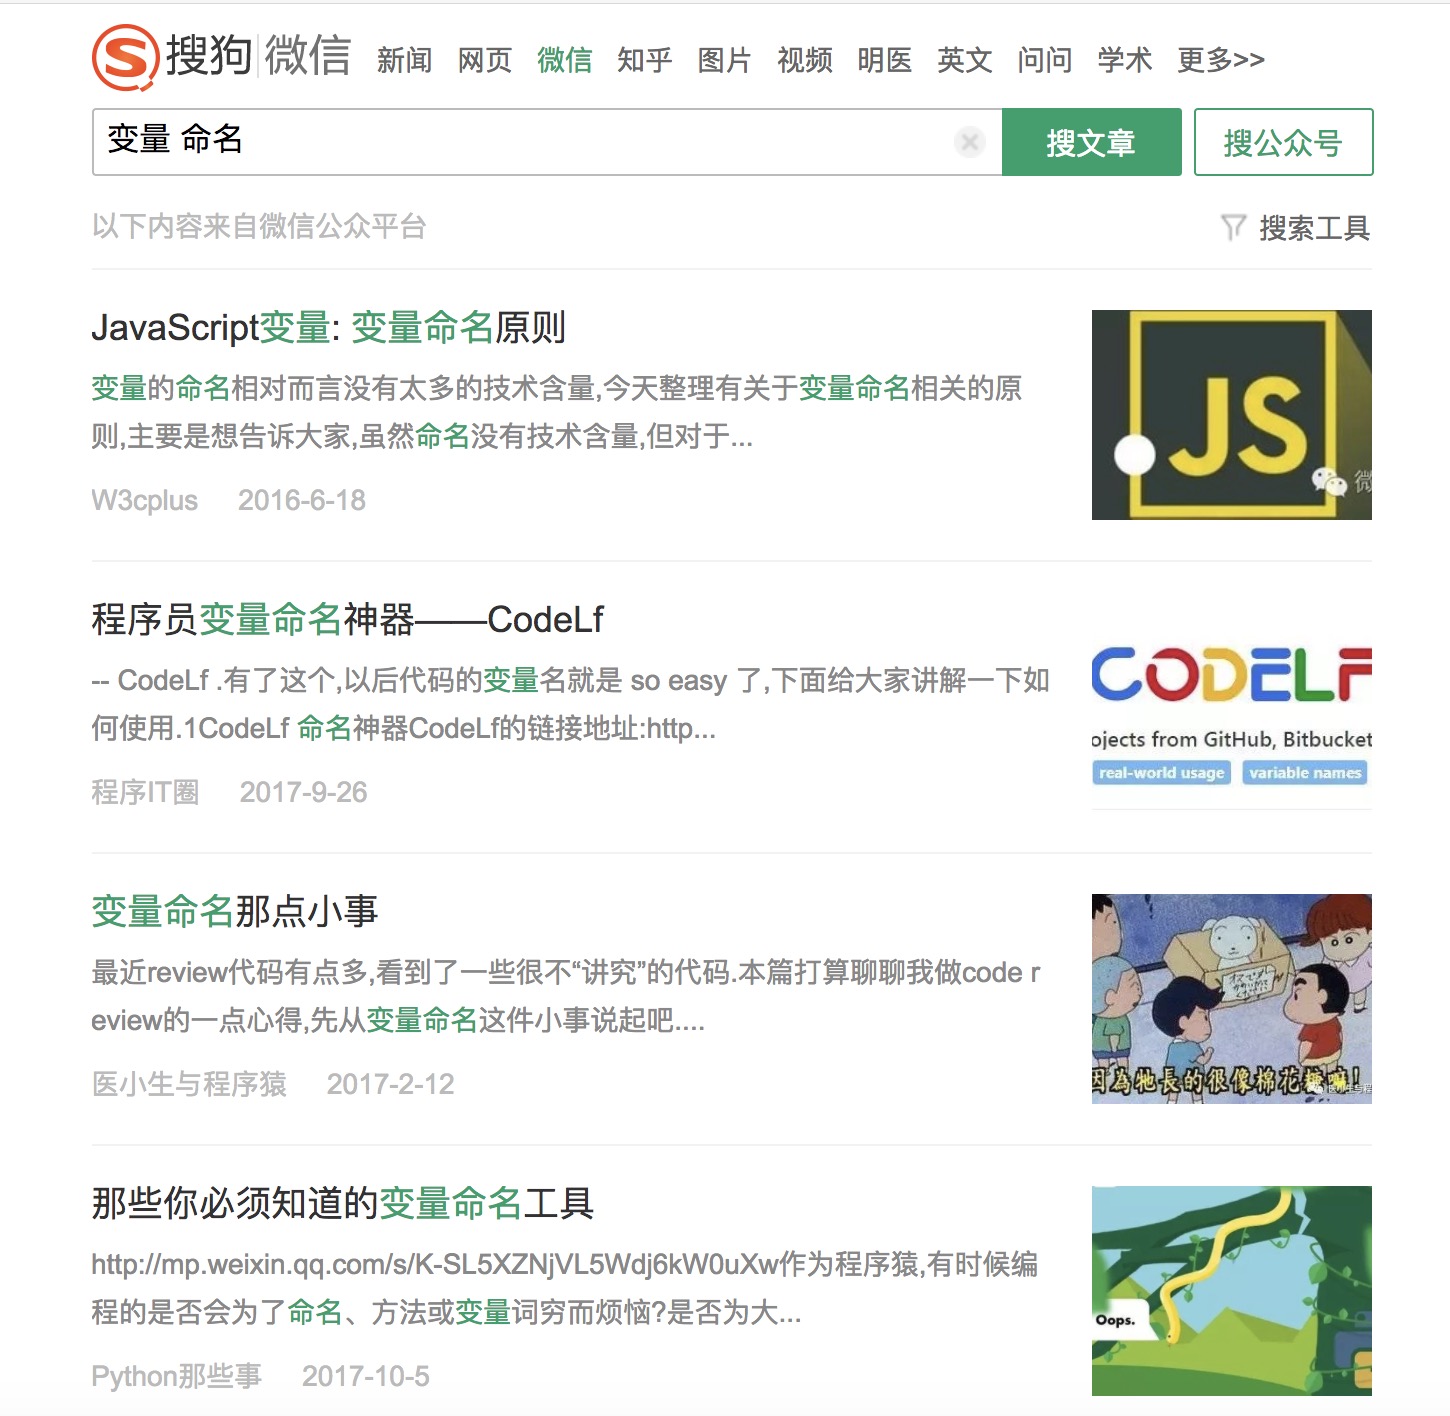 搜狗 微信 新闻 网页 微信 知乎 图片 视频 明医 英文 问问 学术 更多>>
变量 命名 搜文章 搜公众号
以下内容来自微信公众平台 搜索工具
JavaScript变量: 变量命名原则
变量的命名相对而言没有太多的技术含量,今天整理有关于变量命名相关的原
则,主要是想告诉大家,虽然命名没有技术含量,但对于...
W3cplus 2016-6-18
JS
微
程序员变量命名神器——CodeLf
-- CodeLf .有了这个,以后代码的变量名就是 so easy 了,下面给大家讲解一下如
何使用.1CodeLf 命名神器CodeLf的链接地址:http...
程序IT圈 2017-9-26
CODELF
ojects from GitHub, Bitbucket
real-world usage variable names
变量命名那点小事
最近review代码有点多,看到了一些很不“讲究”的代码.本篇打算聊聊我做code r
eview的一点心得,先从变量命名这件小事说起吧....
医小生与程序猿 2017-2-12
因為牠長的很像棉花糖嘛!
那些你必须知道的变量命名工具
http://mp.weixin.qq.com/s/K-SL5XZNjVL5Wdj6kW0uXw作为程序猿,有时候编
程的是否会为了命名、方法或变量词穷而烦恼?是否为大...
Python那些事 2017-10-5
Oops.